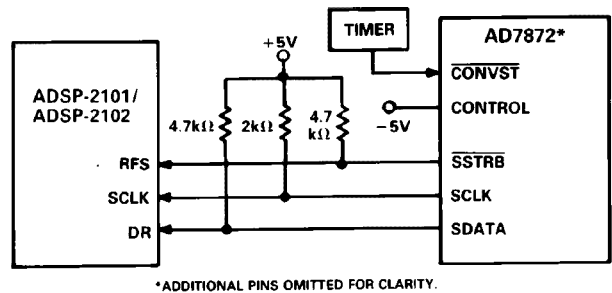 TIMER
+5V
AD7872*
CONVST
ADSP-2101/
ADSP-2102
4.7kΩ
2kΩ
4.7
kΩ
CONTROL
−5V
RFS
SSTRB
SCLK
SCLK
DR
SDATA
*ADDITIONAL PINS OMITTED FOR CLARITY.